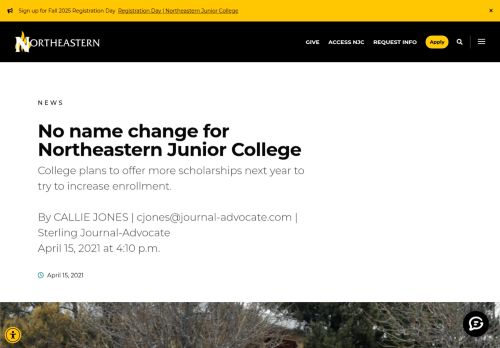 Sign up for Fall 2025 Registration Day Registration Day | Northeastern Junior College ×
NORTHEASTERN
GIVE ACCESS NJC REQUEST INFO Apply
NEWS
No name change for
Northeastern Junior College
College plans to offer more scholarships next year to
try to increase enrollment.
By CALLIE JONES | cjones@journal-advocate.com |
Sterling Journal-Advocate
April 15, 2021 at 4:10 p.m.
April 15, 2021